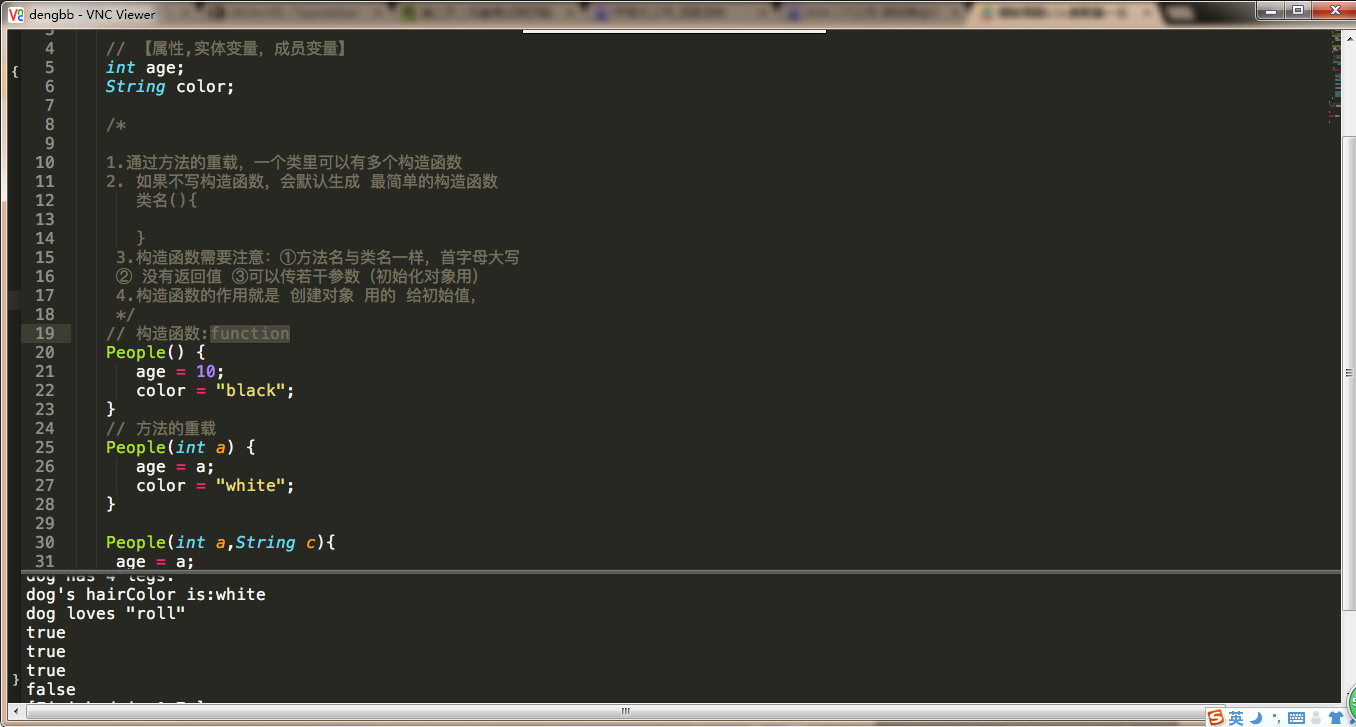 dengbb - VNC Viewer
4 // 【属性,实体变量，成员变量】
5 int age;
{
6 String color;
7
8 /*
9
10 1.通过方法的重载，一个类里可以有多个构造函数
11 2. 如果不写构造函数，会默认生成 最简单的构造函数
12 类名(){
13
14 }
15 3.构造函数需要注意：①方法名与类名一样，首字母大写
16 ② 没有返回值 ③可以传若干参数（初始化对象用）
17 4.构造函数的作用就是 创建对象 用的 给初始值，
18 */
19 // 构造函数:function
20 People() {
21 age = 10;
22 color = "black";
23 }
24 // 方法的重载
25 People(int a) {
26 age = a;
27 color = "white";
28 }
29
30 People(int a,String c){
31 age = a;
dog has 4 legs.
dog's hairColor is:white
dog loves "roll"
true
true
true
}
false
英